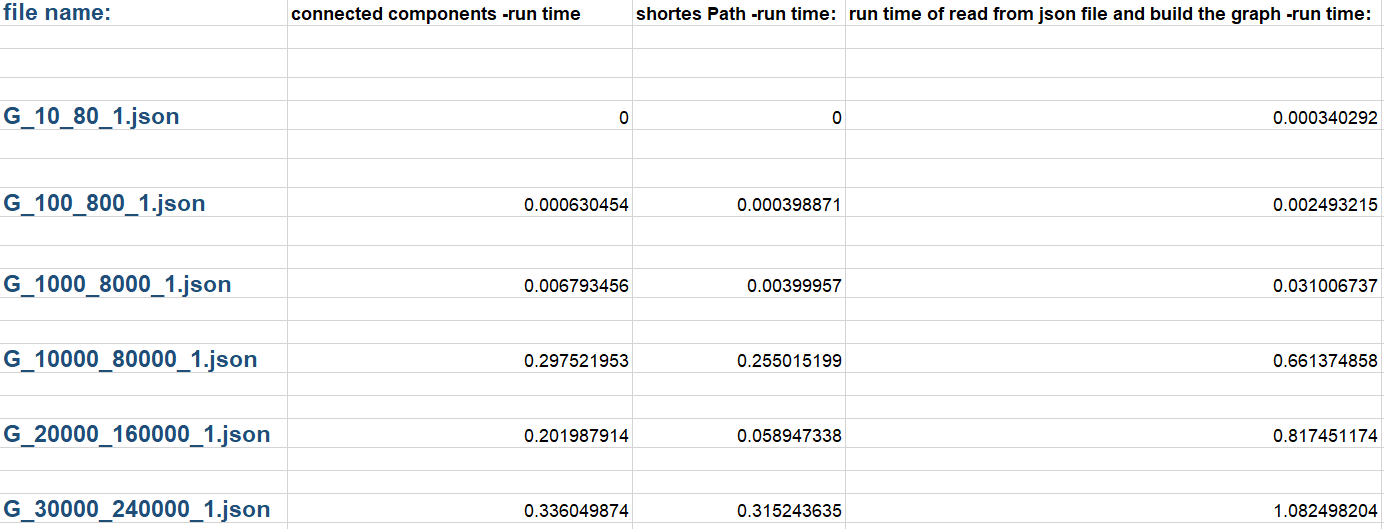 file name: connected components -run time shortes Path -run time: run time of read from json file and build the graph -run time:
G_10_80_1.json 0 0 0.000340292
G_100_800_1.json 0.000630454 0.000398871 0.002493215
G_1000_8000_1.json 0.006793456 0.00399957 0.031006737
G_10000_80000_1.json 0.297521953 0.255015199 0.661374858
G_20000_160000_1.json 0.201987914 0.058947338 0.817451174
G_30000_240000_1.json 0.336049874 0.315243635 1.082498204